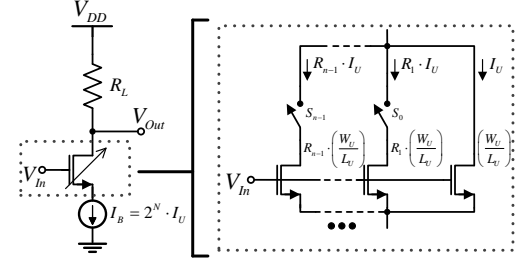 V_DD
R_L
V_Out
V_In
I_B = 2^N · I_U
R_{n-1} · I_U
R_1 · I_U
I_U
S_{n-1}
S_0
R_{n-1} · (W_U / L_U)
R_1 · (W_U / L_U)
(W_U / L_U)
V_In